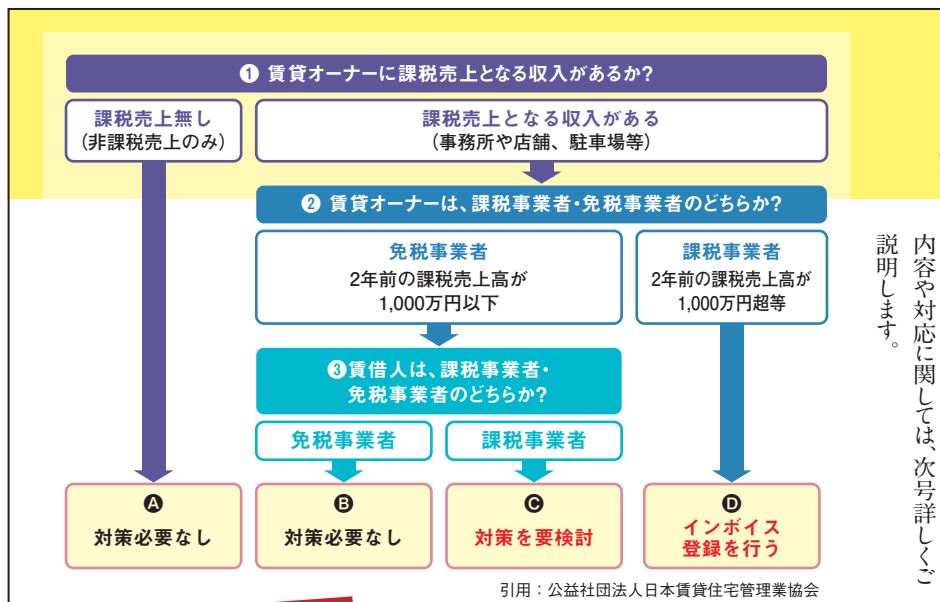 ❶ 賃貸オーナーに課税売上となる収入があるか?
課税売上無し
(非課税売上のみ)
課税売上となる収入がある
(事務所や店舗、駐車場等)
❷ 賃貸オーナーは、課税事業者・免税事業者のどちらか?
免税事業者
2年前の課税売上高が
1,000万円以下
課税事業者
2年前の課税売上高が
1,000万円超等
❸賃借人は、課税事業者・
免税事業者のどちらか?
免税事業者
課税事業者
A
対策必要なし
B
対策必要なし
C
対策を要検討
D
インボイス
登録を行う
引用：公益社団法人日本賃貸住宅管理業協会
内容や対応に関しては、次号詳しくご
説明します。